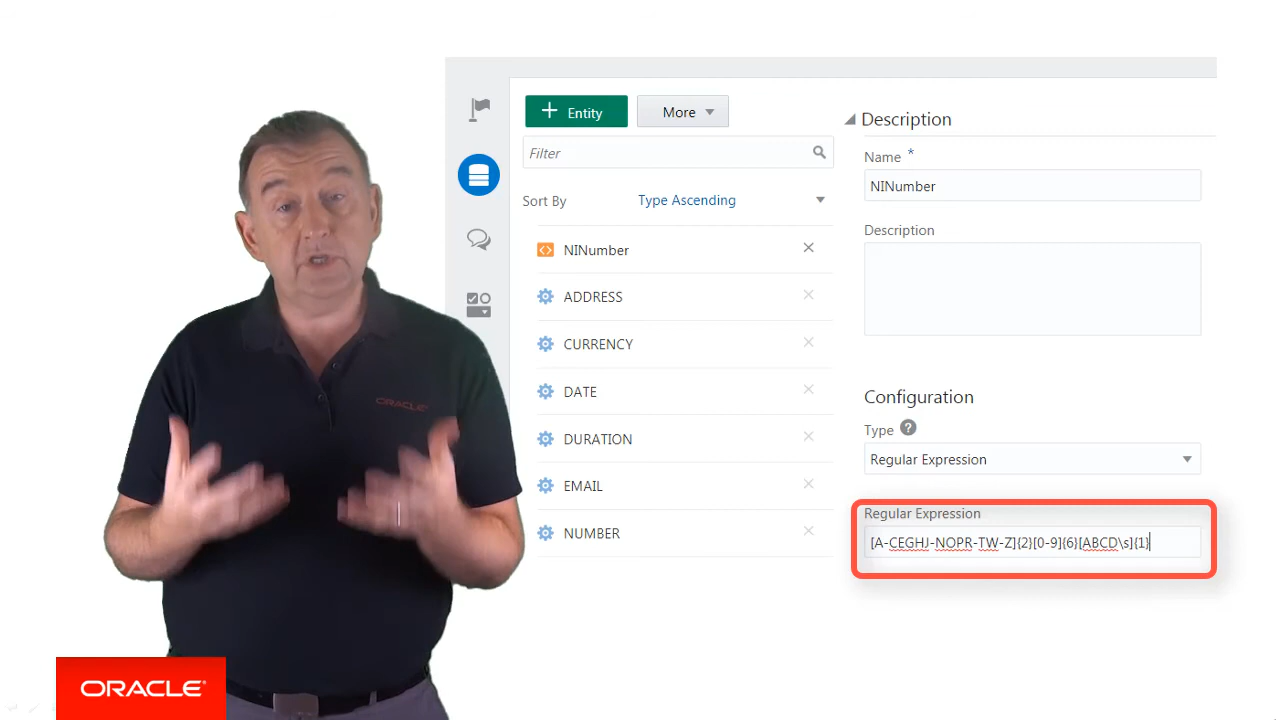 + Entity
More
Filter
Sort By
Type Ascending
NINumber
ADDRESS
CURRENCY
DATE
DURATION
EMAIL
NUMBER
Description
Name *
NINumber
Description
Configuration
Type ?
Regular Expression
Regular Expression
[A-CEGHJ-NOPR-TW-Z]{2}[0-9]{6}[ABCD\s]{1}
ORACLE
ORACLE®